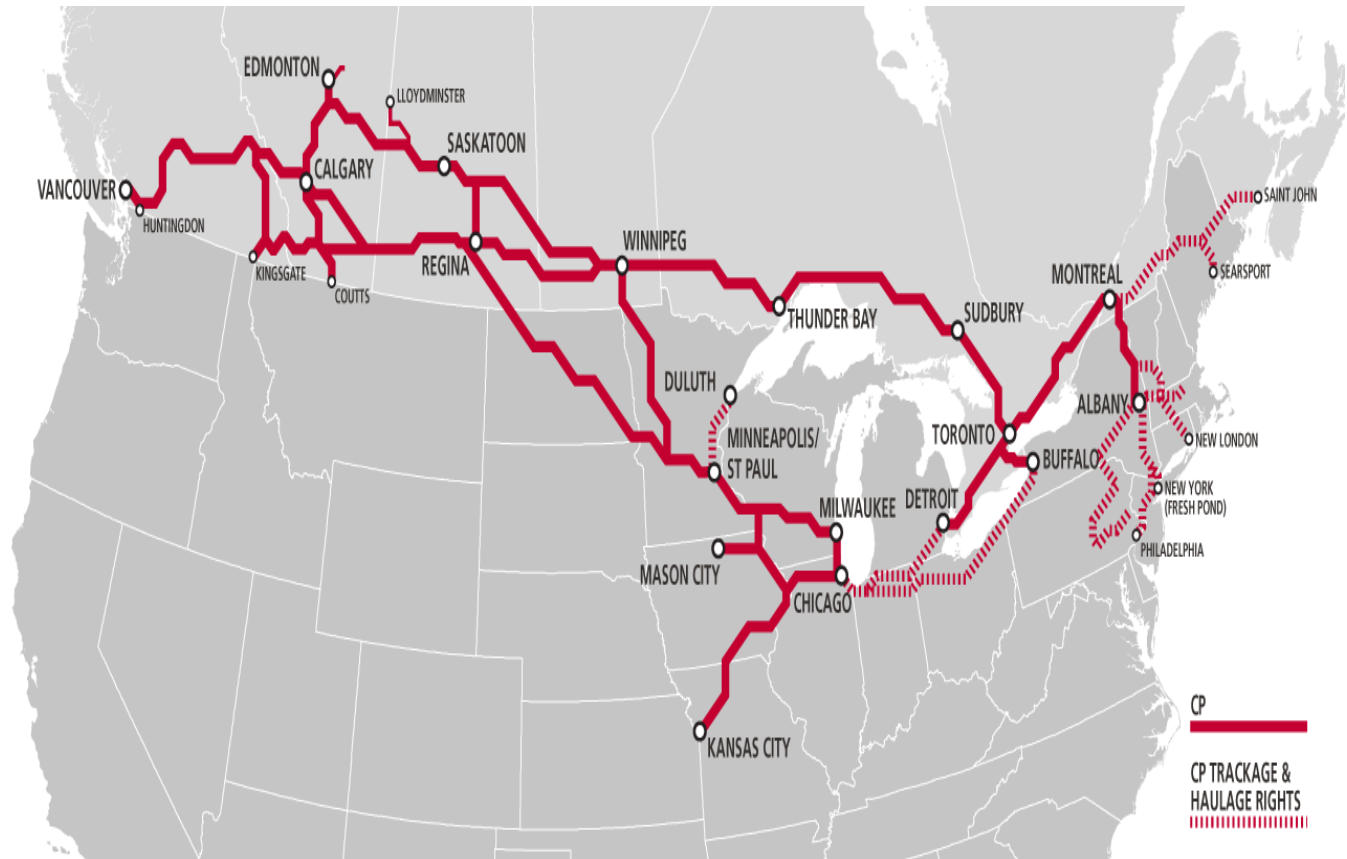 EDMONTON
LLOYDMINSTER
SASKATOON
CALGARY
VANCOUVER
HUNTINGDON
KINGSGATE
COUTTS
REGINA
WINNIPEG
THUNDER BAY
SUDBURY
MONTREAL
SAINT JOHN
SEARSPORT
DULUTH
MINNEAPOLIS/
ST PAUL
TORONTO
ALBANY
BUFFALO
NEW LONDON
DETROIT
MILWAUKEE
NEW YORK
(FRESH POND)
PHILADELPHIA
MASON CITY
CHICAGO
KANSAS CITY
CP
CP TRACKAGE &
HAULAGE RIGHTS